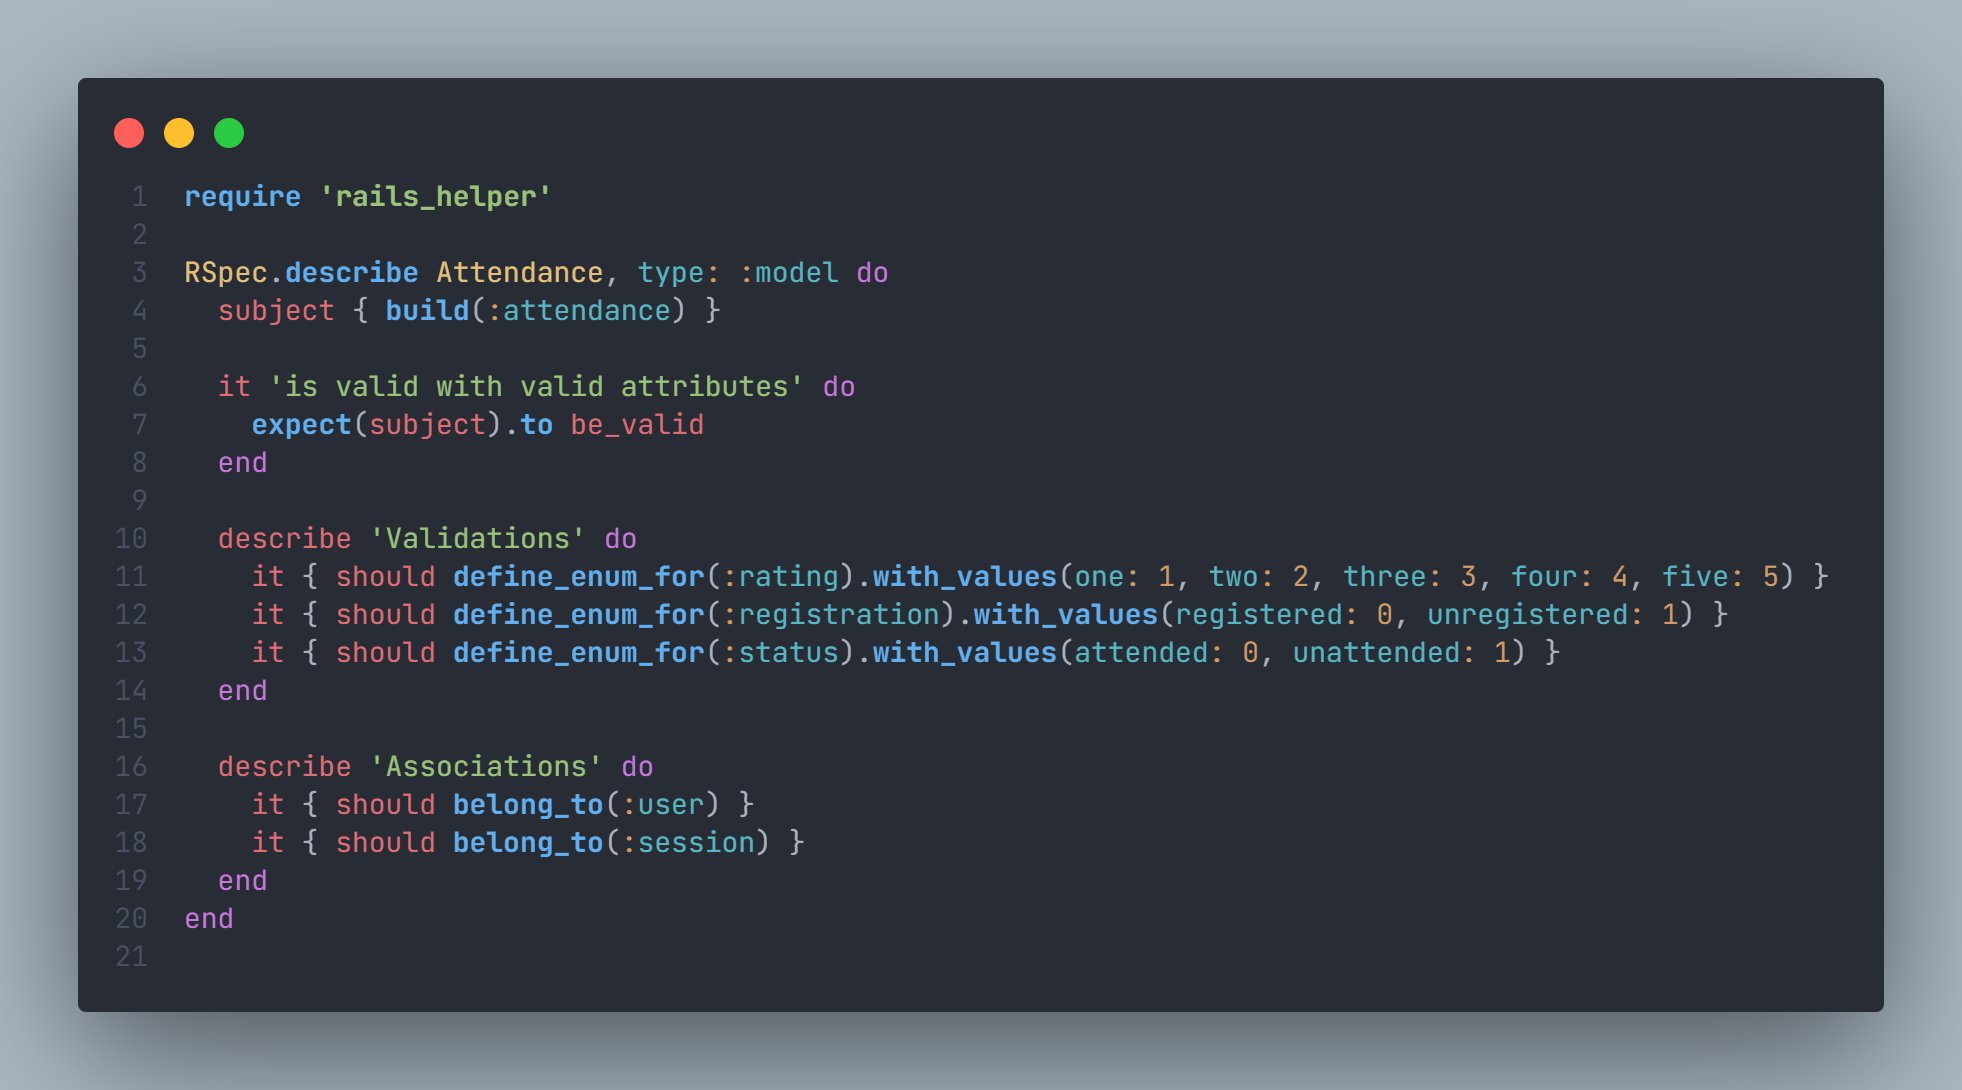 1 require 'rails_helper'
2
3 RSpec.describe Attendance, type: :model do
4   subject { build(:attendance) }
5
6   it 'is valid with valid attributes' do
7     expect(subject).to be_valid
8   end
9
10   describe 'Validations' do
11     it { should define_enum_for(:rating).with_values(one: 1, two: 2, three: 3, four: 4, five: 5) }
12     it { should define_enum_for(:registration).with_values(registered: 0, unregistered: 1) }
13     it { should define_enum_for(:status).with_values(attended: 0, unattended: 1) }
14   end
15
16   describe 'Associations' do
17     it { should belong_to(:user) }
18     it { should belong_to(:session) }
19   end
20 end
21